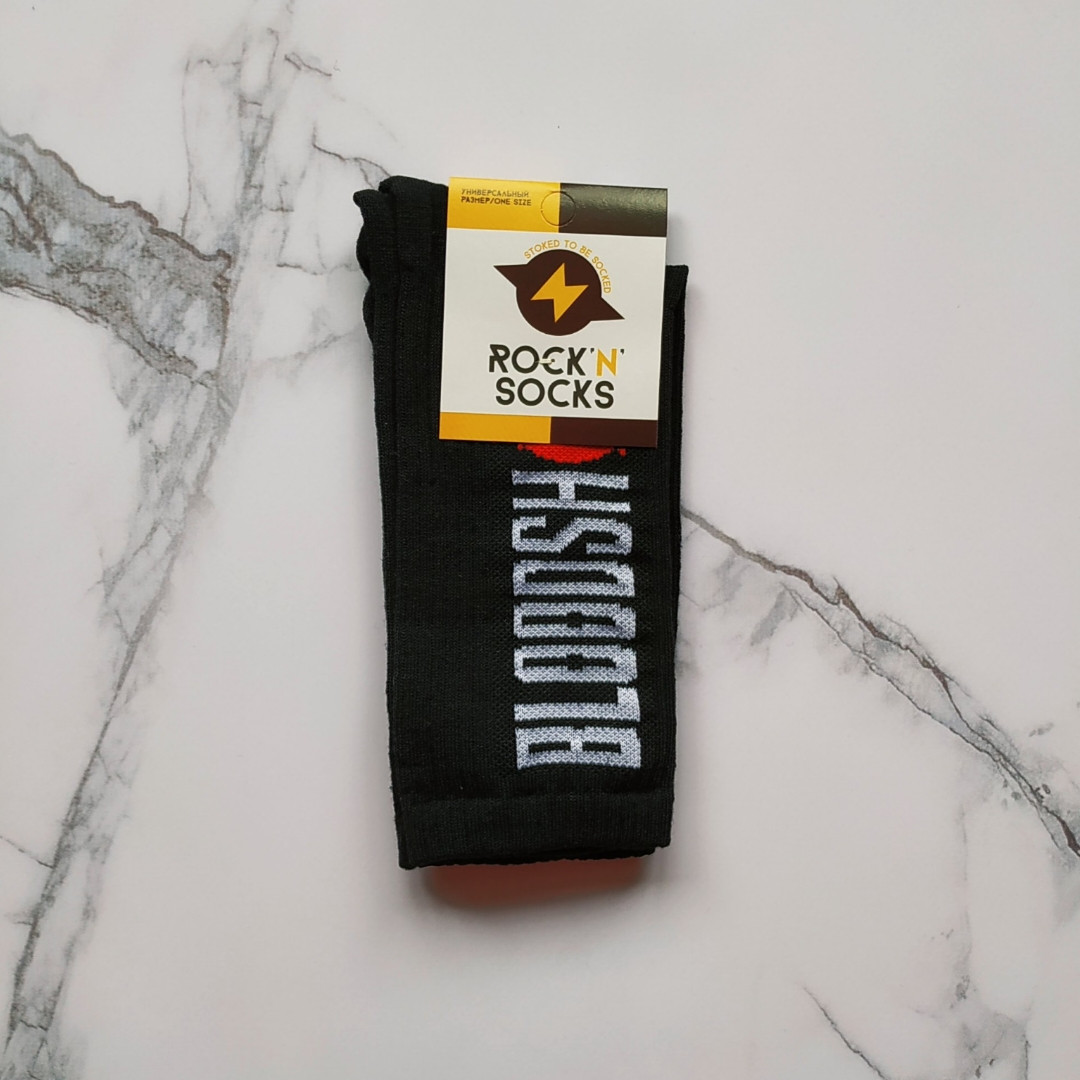 УНИВЕРСАЛЬНЫЙ
РАЗМЕР/ONE SIZE
STOKED TO BE SOCKED
ROCK'N'
SOCKS
BLOODSH